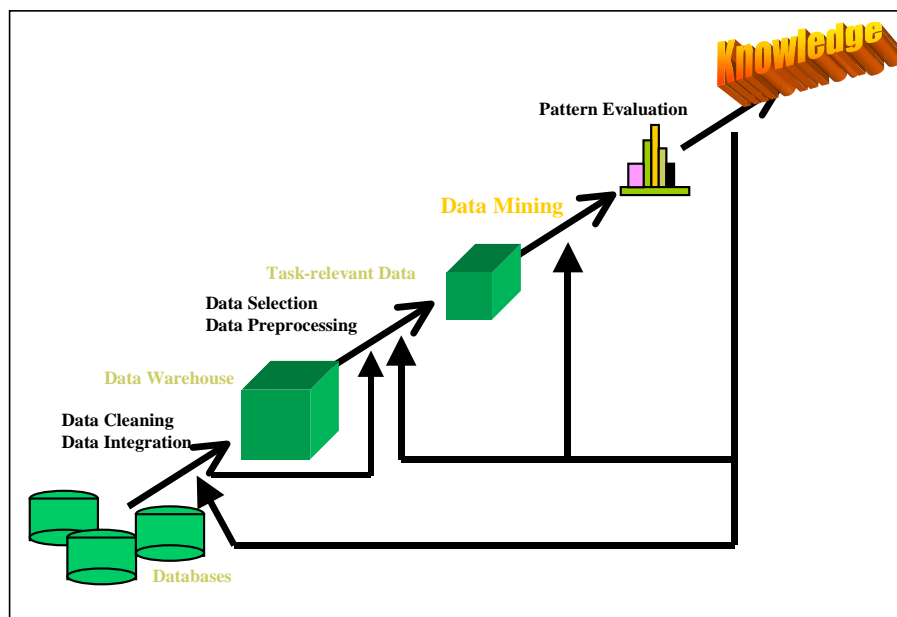 Knowledge
Pattern Evaluation
Data Mining
Task-relevant Data
Data Selection
Data Preprocessing
Data Warehouse
Data Cleaning
Data Integration
Databases